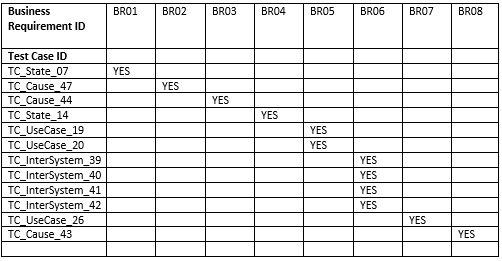 Business Requirement ID BR01 BR02 BR03 BR04 BR05 BR06 BR07 BR08
Test Case ID
TC_State_07 YES
TC_Cause_47 YES
TC_Cause_44 YES
TC_State_14 YES
TC_UseCase_19 YES
TC_UseCase_20 YES
TC_InterSystem_39 YES
TC_InterSystem_40 YES
TC_InterSystem_41 YES
TC_InterSystem_42 YES
TC_UseCase_26 YES
TC_Cause_43 YES